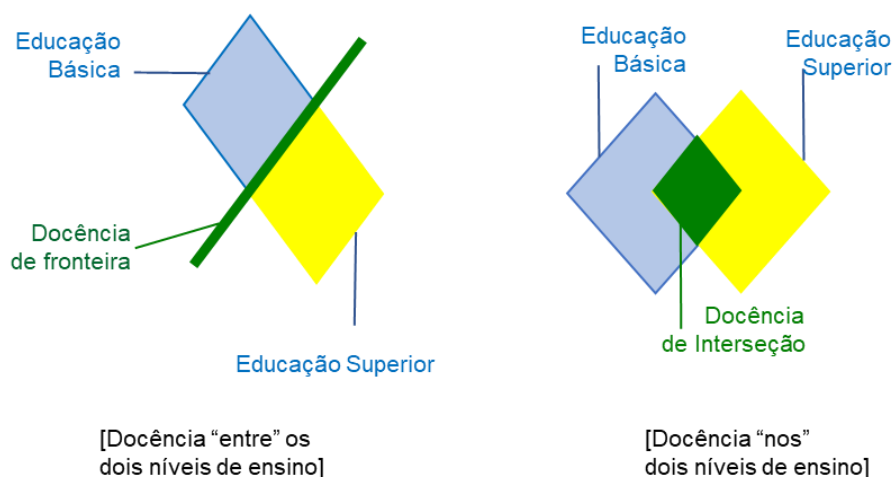 Educação
Básica
Docência
de fronteira
Educação Superior
[Docência “entre” os
dois níveis de ensino]
Educação
Básica
Educação
Superior
Docência
de Interseção
[Docência “nos”
dois níveis de ensino]